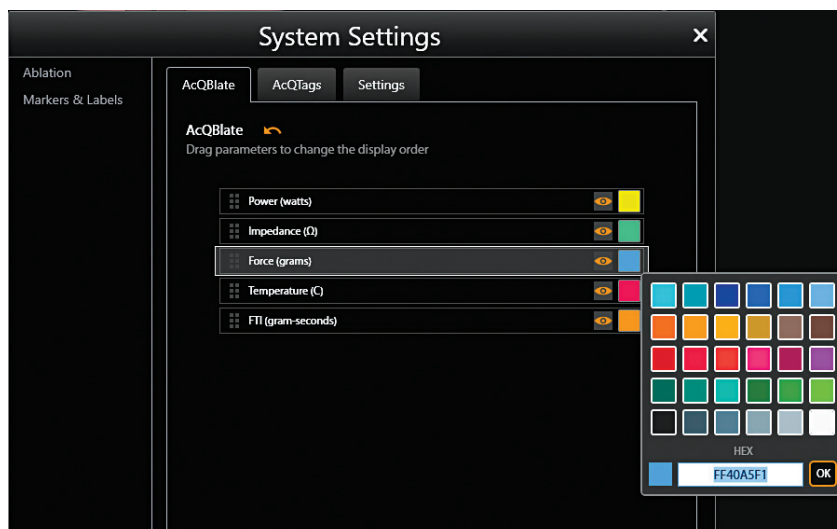 System Settings
Ablation
Markers & Labels
AcQBlate AcQTags Settings
AcQBlate
Drag parameters to change the display order
Power (watts)
Impedance (Ω)
Force (grams)
Temperature (C)
FTI (gram-seconds)
HEX
FF40A5F1 OK